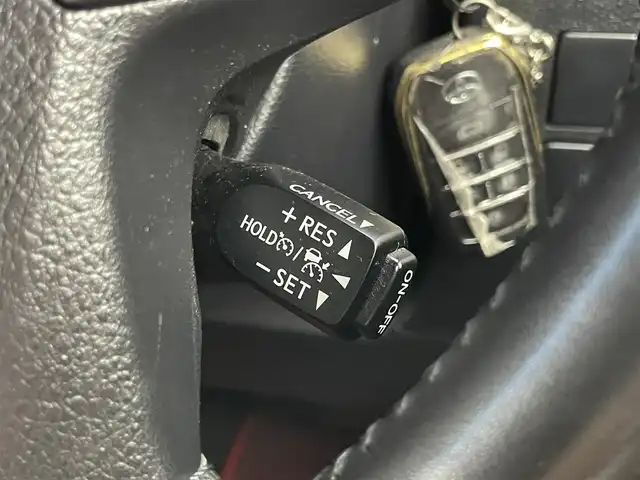 CANCEL
+ RES
HOLD /
− SET
ON-OFF